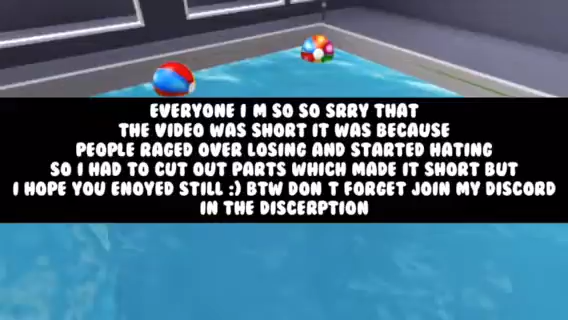 EVERYONE I M SO SO SRRY THAT
THE VIDEO WAS SHORT IT WAS BECAUSE
PEOPLE RAGED OVER LOSING AND STARTED HATING
SO I HAD TO CUT OUT PARTS WHICH MADE IT SHORT BUT
I HOPE YOU ENOYED STILL :) BTW DON T FORGET JOIN MY DISCORD
IN THE DISCERPTION